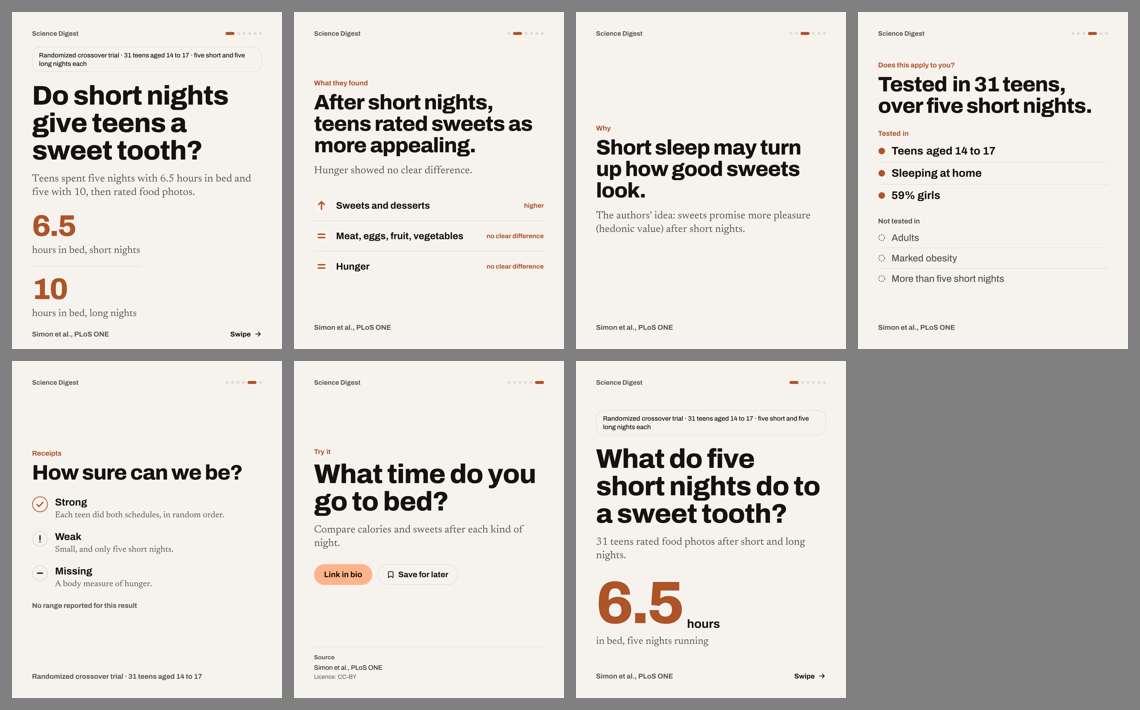 Science Digest
Randomized crossover trial · 31 teens aged 14 to 17 · five short and five
long nights each
Do short nights
give teens a
sweet tooth?
Teens spent five nights with 6.5 hours in bed and
five with 10, then rated food photos.
6.5
hours in bed, short nights
10
hours in bed, long nights
Simon et al., PLoS ONE
Swipe →
Science Digest
What they found
After short nights,
teens rated sweets as
more appealing.
Hunger showed no clear difference.
↑ Sweets and desserts higher
= Meat, eggs, fruit, vegetables no clear difference
= Hunger no clear difference
Simon et al., PLoS ONE
Science Digest
Why
Short sleep may turn
up how good sweets
look.
The authors' idea: sweets promise more pleasure
(hedonic value) after short nights.
Simon et al., PLoS ONE
Science Digest
Does this apply to you?
Tested in 31 teens,
over five short nights.
Tested in
Teens aged 14 to 17
Sleeping at home
59% girls
Not tested in
Adults
Marked obesity
More than five short nights
Simon et al., PLoS ONE
Science Digest
Receipts
How sure can we be?
Strong
Each teen did both schedules, in random order.
! Weak
Small, and only five short nights.
Missing
A body measure of hunger.
No range reported for this result
Randomized crossover trial · 31 teens aged 14 to 17
Science Digest
Try it
What time do you
go to bed?
Compare calories and sweets after each kind of
night.
Link in bio
Save for later
Source
Simon et al., PLoS ONE
Licence: CC-BY
Science Digest
Randomized crossover trial · 31 teens aged 14 to 17 · five short and five
long nights each
What do five
short nights do to
a sweet tooth?
31 teens rated food photos after short and long
nights.
6.5 hours
in bed, five nights running
Simon et al., PLoS ONE
Swipe →